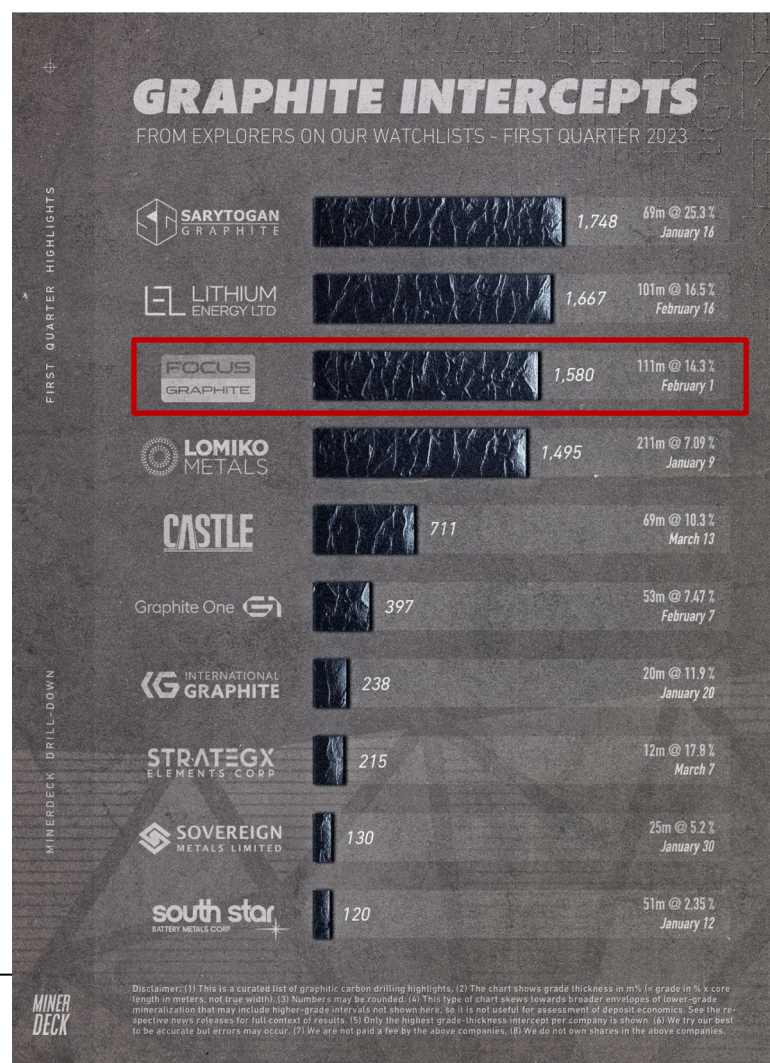 GRAPHITE INTERCEPTS
FROM EXPLORERS ON OUR WATCHLISTS - FIRST QUARTER 2023
FIRST QUARTER HIGHLIGHTS
SARYTOGAN
GRAPHITE
1,748
69m @ 25.3 %
January 16
LITHIUM
ENERGY LTD
1,667
101m @ 16.5 %
February 16
FOCUS
GRAPHITE
1,580
111m @ 14.3 %
February 1
LOMIKO
METALS
1,495
211m @ 7.09 %
January 9
CASTLE
711
69m @ 10.3 %
March 13
Graphite One
397
53m @ 7.47 %
February 7
INTERNATIONAL
GRAPHITE
238
20m @ 11.9 %
January 20
MINERDECK DRILL-DOWN
STRATEGX
ELEMENTS CORP
215
12m @ 17.8 %
March 7
SOVEREIGN
METALS LIMITED
130
25m @ 5.2 %
January 30
south star
BATTERY METALS CORP
120
51m @ 2.35 %
January 12
MINER
DECK
Disclaimer: (1) This is a curated list of graphitic carbon drilling highlights. (2) The chart shows grade thickness in m% (= grade in % x core
length in meters, not true width). (3) Numbers may be rounded. (4) This type of chart skews towards broader envelopes of lower-grade
mineralization that may include higher-grade intervals not shown here, so it is not useful for assessment of deposit economics. See the re-
spective news releases for full context of results. (5) Only the highest grade-thickness intercept per company is shown. (6) We try our best
to be accurate but errors may occur. (7) We are not paid a fee by the above companies. (8) We do not own shares in the above companies.